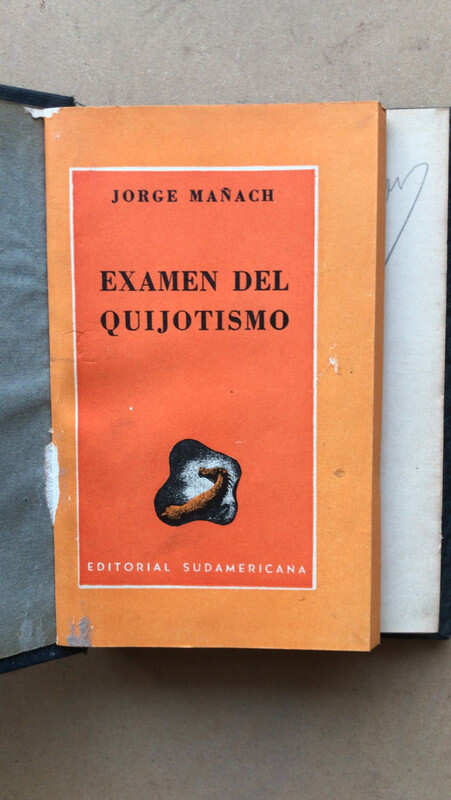 JORGE MAÑACH
EXAMEN DEL
QUIJOTISMO
EDITORIAL SUDAMERICANA